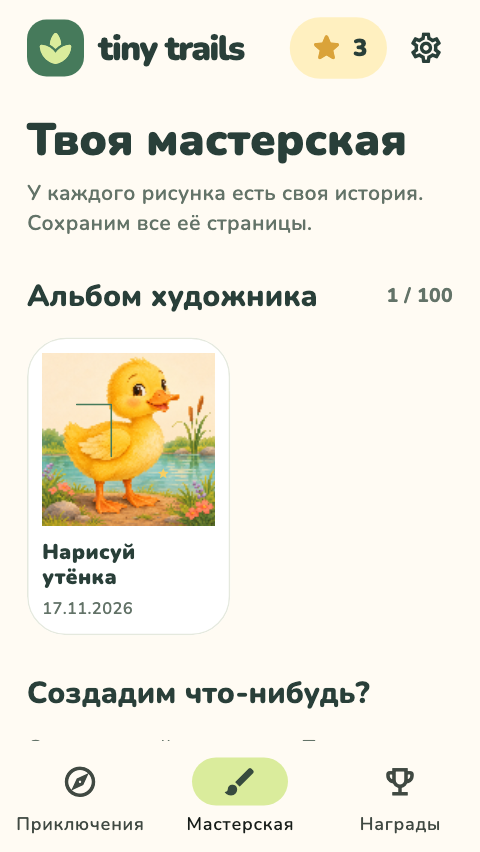 tiny trails
3
Твоя мастерская
У каждого рисунка есть своя история.
Сохраним все её страницы.
Альбом художника
1 / 100
Нарисуй
утёнка
17.11.2026
Создадим что-нибудь?
Приключения
Мастерская
Награды